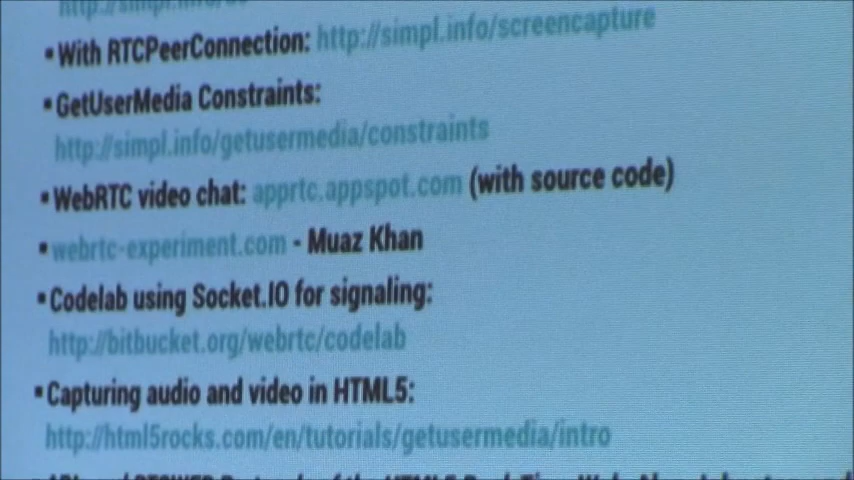 ▪ With RTCPeerConnection: http://simpl.info/screencapture
▪ GetUserMedia Constraints:
http://simpl.info/getusermedia/constraints
▪ WebRTC video chat: apprtc.appspot.com (with source code)
▪ webrtc-experiment.com - Muaz Khan
▪ Codelab using Socket.IO for signaling:
http://bitbucket.org/webrtc/codelab
▪ Capturing audio and video in HTML5:
http://html5rocks.com/en/tutorials/getusermedia/intro